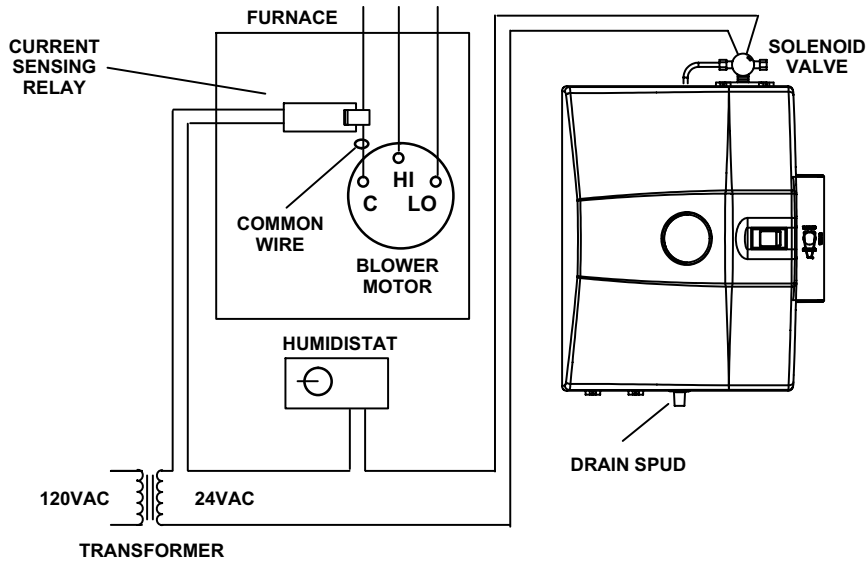 FURNACE
CURRENT
SENSING
RELAY
SOLENOID
VALVE
HI
C
LO
COMMON
WIRE
BLOWER
MOTOR
HUMIDISTAT
DRAIN SPUD
120VAC
24VAC
TRANSFORMER